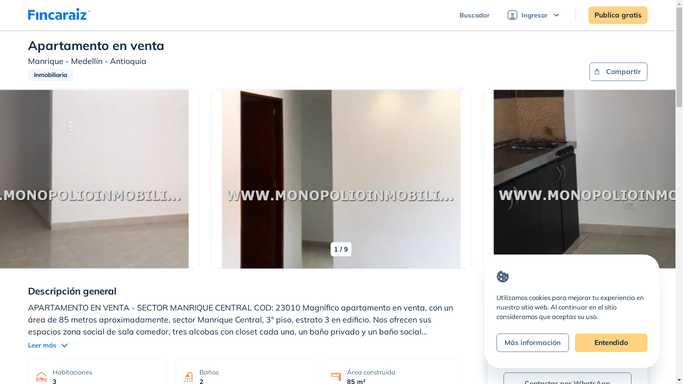 Fincaraiz
Buscador
Ingresar
Publica gratis
Apartamento en venta
Manrique - Medellín - Antioquia
Inmobiliaria
Compartir
.MONOPOLIOINMOBILI...
WWW.MONOPOLIOINMOBILI...
WWW.MONOPOLIOINM
1 / 9
Descripción general
APARTAMENTO EN VENTA - SECTOR MANRIQUE CENTRAL COD: 23010 Magnífico apartamento en venta, con un
área de 85 metros aproximadamente, sector Manrique Central, 3° piso, estrato 3 en edificio. Nos ofrecen sus
espacios zona social de sala comedor, tres alcobas con closet cada una, un baño privado y un baño social...
Leer más
Habitaciones
3
Baños
2
Área construida
85 m²
Utilizamos cookies para mejorar tu experiencia en
nuestro sitio web. Al continuar en el sitio
consideramos que aceptas su uso.
Más información
Entendido
Contactar por WhatsApp